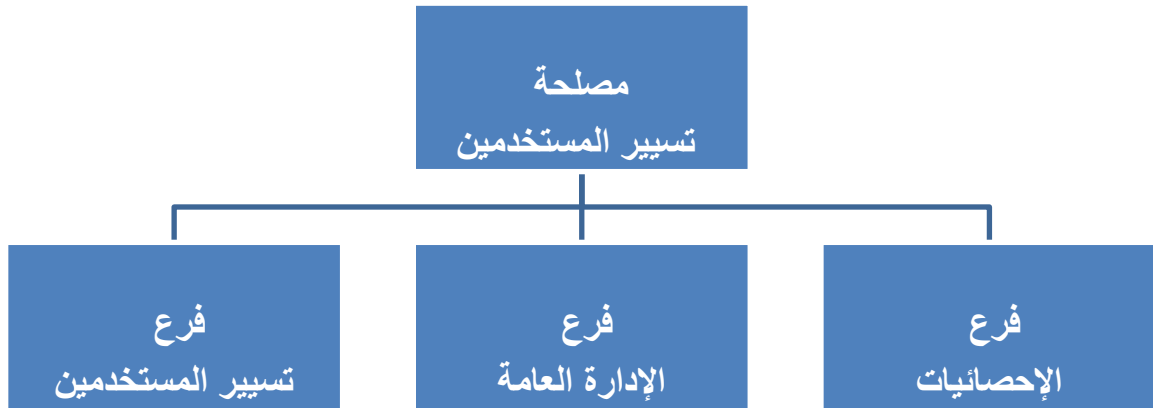 مصلحة
تسيير المستخدمين
فرع
الإحصائيات
فرع
الإدارة العامة
فرع
تسيير المستخدمين